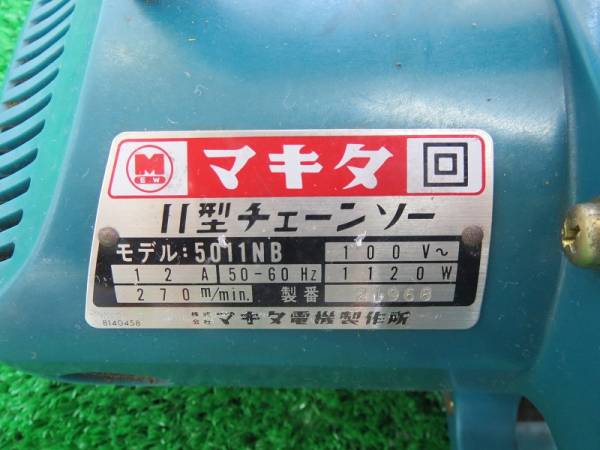 M
E W
マキタ
11型チェーンソー
モデル:5011NB 100V~
12A 50-60Hz 1120W
270m/min. 製番
814045B 株式会社 マキタ電機製作所